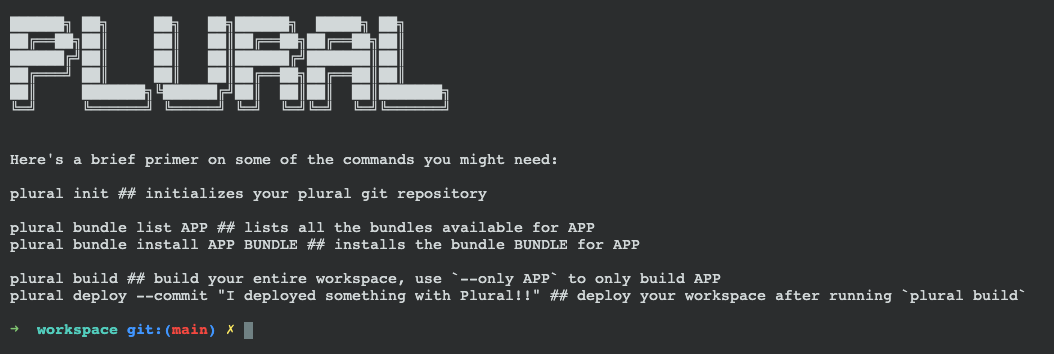 PLURAL
Here's a brief primer on some of the commands you might need:
plural init ## initializes your plural git repository
plural bundle list APP ## lists all the bundles available for APP
plural bundle install APP BUNDLE ## installs the bundle BUNDLE for APP
plural build ## build your entire workspace, use `--only APP` to only build APP
plural deploy --commit "I deployed something with Plural!!" ## deploy your workspace after running `plural build`
➜ workspace git:(main) ✗